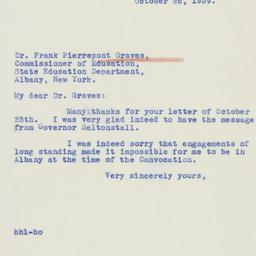 October 26, 1939.
Dr. Frank Pierrepont Graves,
Commissioner of Education,
State Education Department,
Albany, New York.
My dear Dr. Graves:
Many thanks for your letter of October
25th. I was very glad indeed to have the message
from Governor Saltonstall.
I was indeed sorry that engagements of
long standing made it impossible for me to be in
Albany at the time of the Convocation.
Very sincerely yours,
hhl-ho